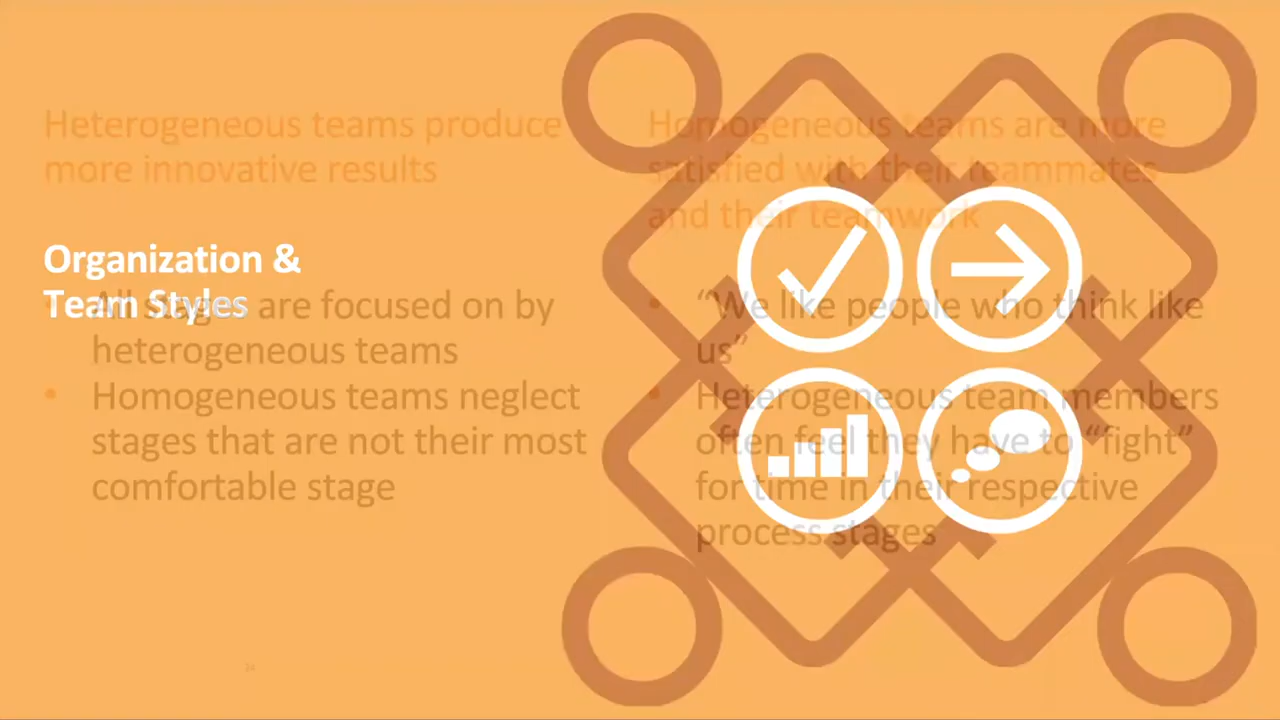 Heterogeneous teams produce
more innovative results
Organization &
Team Styles
All stages are focused on by
heterogeneous teams
• Homogeneous teams neglect
stages that are not their most
comfortable stage
Homogeneous teams are more
satisfied with their teammates
and their teamwork
• “We like people who think like
us”
• Heterogeneous team members
often feel they have to “fight”
for time in their respective
process stages